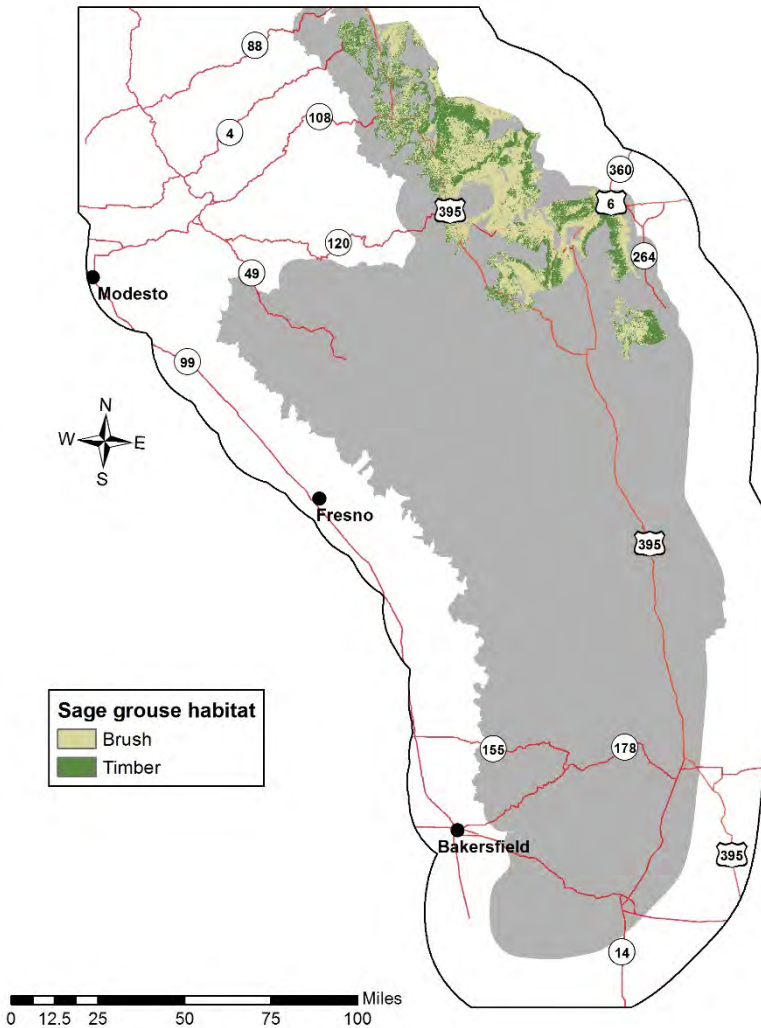 88
4
108
360
395
6
120
264
49
Modesto
99
N
W E
S
Fresno
395
Sage grouse habitat
Brush
Timber
155
178
Bakersfield
395
14
Miles
0 12.5 25 50 75 100